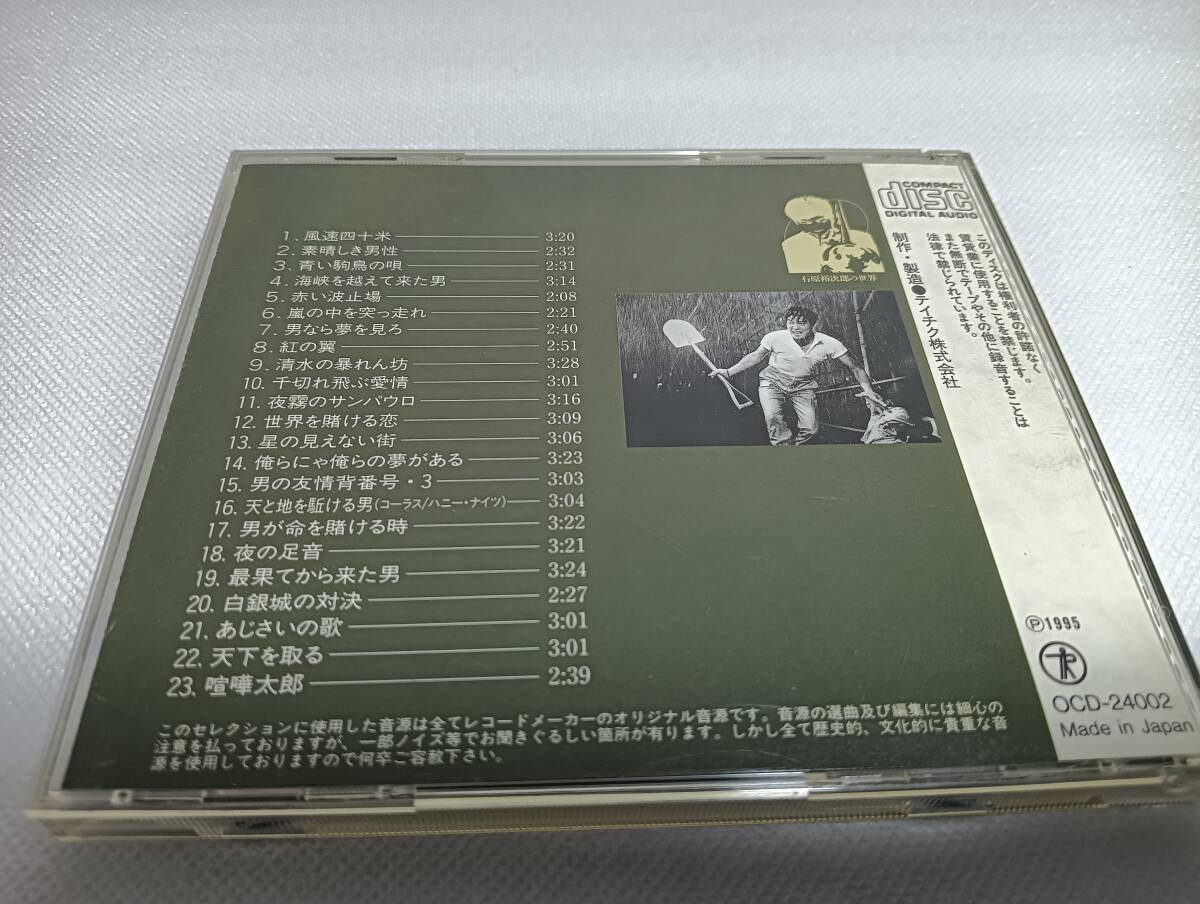 1. 風速四十米 3:20
2. 素晴しき男性 2:32
3. 青い駒鳥の唄 2:31
4. 海峡を越えて来た男 3:14
5. 赤い波止場 2:08
6. 嵐の中を突っ走れ 2:21
7. 男なら夢を見ろ 2:40
8. 紅の翼 2:51
9. 清水の暴れん坊 3:28
10. 千切れ飛ぶ愛情 3:01
11. 夜霧のサンパウロ 3:16
12. 世界を賭ける恋 3:09
13. 星の見えない街 3:06
14. 俺らにゃ俺らの夢がある 3:23
15. 男の友情背番号・3 3:03
16. 天と地を駈ける男(コーラス/ハニー・ナイツ) 3:04
17. 男が命を賭ける時 3:22
18. 夜の足音 3:21
19. 最果てから来た男 3:24
20. 白銀城の対決 2:27
21. あじさいの歌 3:01
22. 天下を取る 3:01
23. 喧嘩太郎 2:39
このセレクションに使用した音源は全てレコードメーカーのオリジナル音源です。音源の選曲及び編集には細心の
注意を払っておりますが、一部ノイズ等でお聞きぐるしい箇所が有ります。しかし全て歴史的、文化的に貴重な音
源を使用しておりますので何卒ご容赦下さい。
石原裕次郎の世界
COMPACT
disc
DIGITAL AUDIO
このディスクは権利者の許諾なく
賃貸業に使用することを禁じます。
また無断でテープやその他に録音することは
法律で禁じられています。
制作・製造●テイチク株式会社
Ⓟ1995
OCD-24002
Made in Japan